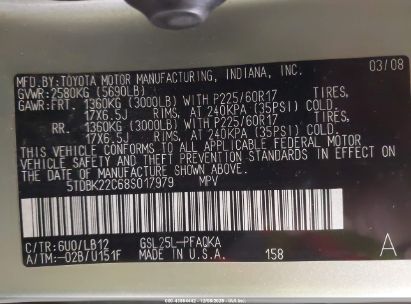 MFD.BY:TOYOTA MOTOR MANUFACTURING, INDIANA, INC. 03/08
GVWR:2580KG (5690LB)
GAWR:FRT. 1360KG (3000LB) WITH P225/60R17 TIRES,
17X6.5J RIMS, AT 240KPA (35PSI) COLD.
RR. 1360KG (3000LB) WITH P225/60R17 TIRES,
17X6.5J RIMS, AT 240KPA (35PSI) COLD.
THIS VEHICLE CONFORMS TO ALL APPLICABLE FEDERAL MOTOR
VEHICLE SAFETY AND THEFT PREVENTION STANDARDS IN EFFECT ON
THE DATE OF MANUFACTURE SHOWN ABOVE.
5TDBK22C68S017979 MPV
C/TR:6U0/LB12 GSL25L-PFAQKA
A/TM:-02B/U151F MADE IN U.S.A. 158 A